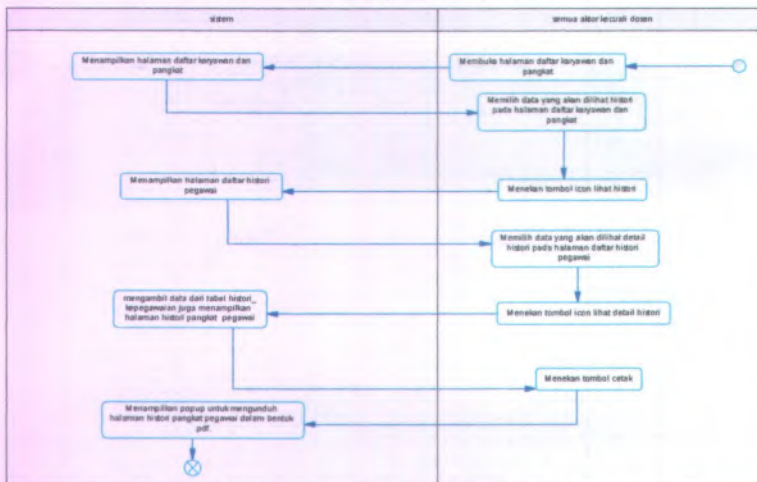 sistem
semua aktor kecuali dosen
Menampilkan halaman daftar karyawan dan
pangkat
Membuka halaman daftar karyawan dan
pangkat
Memilih data yang akan dilihat histori
pada halaman daftar karyawan dan
pangkat
Menampilkan halaman daftar histori
pegawai
Menekan tombol icon lihat histori
Memilih data yang akan dilihat detail
histori pada halaman daftar histori
pegawai
mengambil data dari tabel histori_
kepegawaran juga menampilkan
halaman histori pangkat pegawai
Menekan tombol icon lihat detail histori
Menekan tombol cetak
Menampilkan popup untuk mengunduh
halaman histori pangkat pegawai dalam bentuk
pdf.